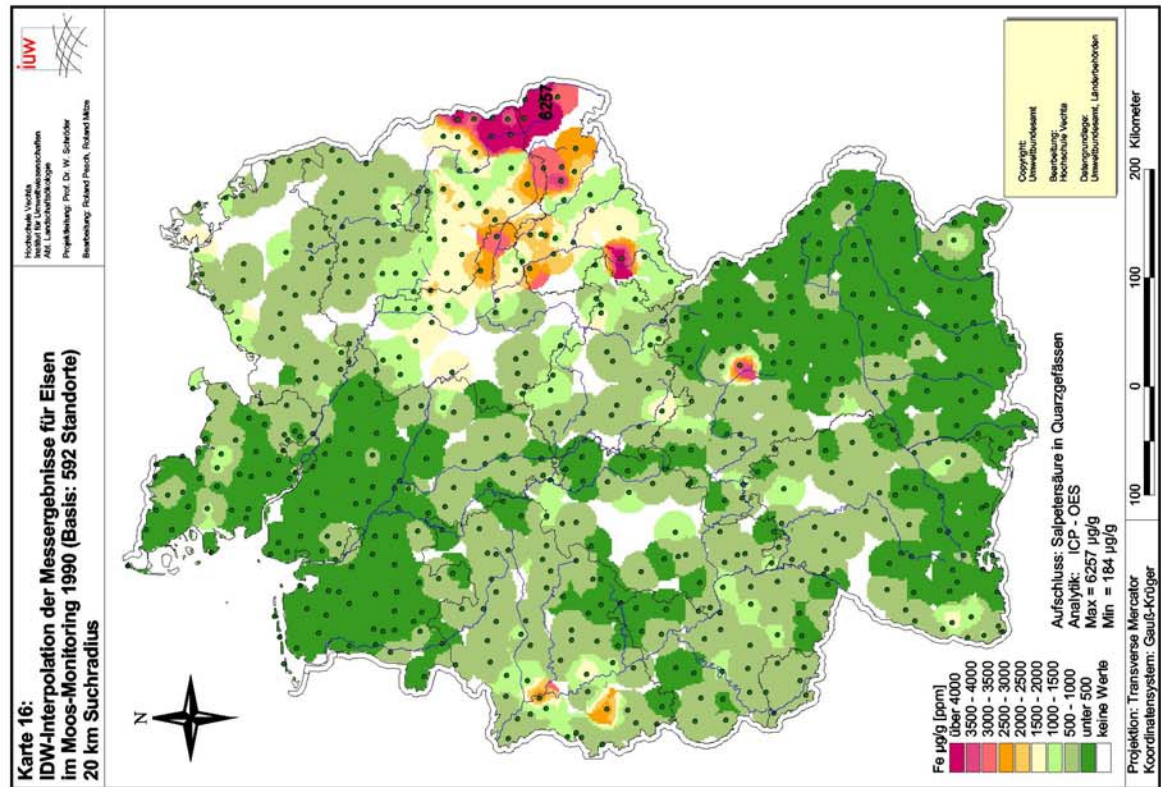 Karte 16:
IDW-Interpolation der Messergebnisse für Eisen
im Moos-Monitoring 1990 (Basis: 592 Standorte)
20 km Suchradius
Hochschule Vechta
Institut für Umweltwissenschaften
Abt. Landschaftsökologie
Projektleitung: Prof. Dr. W. Schröder
Bearbeitung: Roland Pesch, Roland Mitze
iuw
N
6257
Fe µg/g [ppm]
über 4000
3500 - 4000
3000 - 3500
2500 - 3000
2000 - 2500
1500 - 2000
1000 - 1500
500 - 1000
unter 500
keine Werte
Aufschluss: Salpetersäure in Quarzgefässen
Analytik: ICP - OES
Max = 6257 µg/g
Min = 184 µg/g
Copyright:
Umweltbundesamt
Bearbeitung:
Hochschule Vechta
Datengrundlage:
Umweltbundesamt, Länderbehörden
Projektion: Transverse Mercator
Koordinatensystem: Gauß-Krüger
100 0 100 200 Kilometer